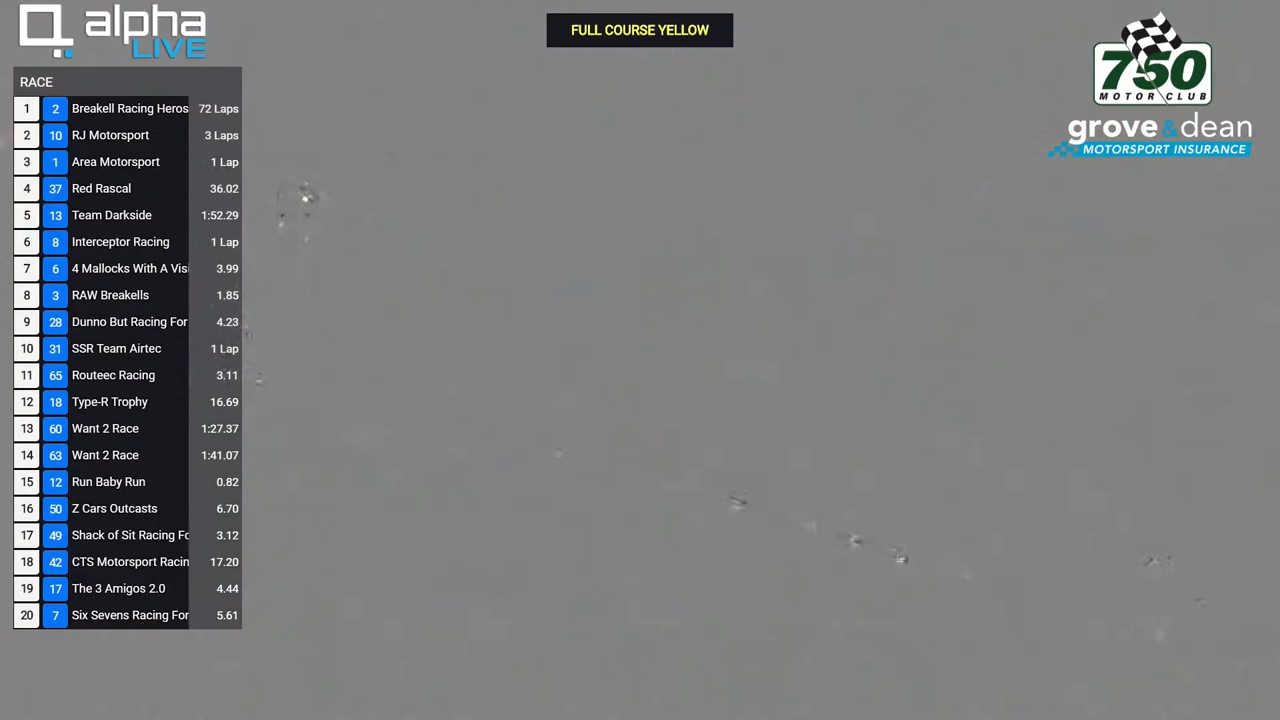 alpha
LIVE
FULL COURSE YELLOW
750
MOTOR CLUB
grove&dean
MOTORSPORT INSURANCE
RACE
1 2 Breakell Racing Heros 72 Laps
2 10 RJ Motorsport 3 Laps
3 1 Area Motorsport 1 Lap
4 37 Red Rascal 36.02
5 13 Team Darkside 1:52.29
6 8 Interceptor Racing 1 Lap
7 6 4 Mallocks With A Vis 3.99
8 3 RAW Breakells 1.85
9 28 Dunno But Racing For 4.23
10 31 SSR Team Airtec 1 Lap
11 65 Routeec Racing 3.11
12 18 Type-R Trophy 16.69
13 60 Want 2 Race 1:27.37
14 63 Want 2 Race 1:41.07
15 12 Run Baby Run 0.82
16 50 Z Cars Outcasts 6.70
17 49 Shack of Sit Racing Fo 3.12
18 42 CTS Motorsport Racin 17.20
19 17 The 3 Amigos 2.0 4.44
20 7 Six Sevens Racing For 5.61